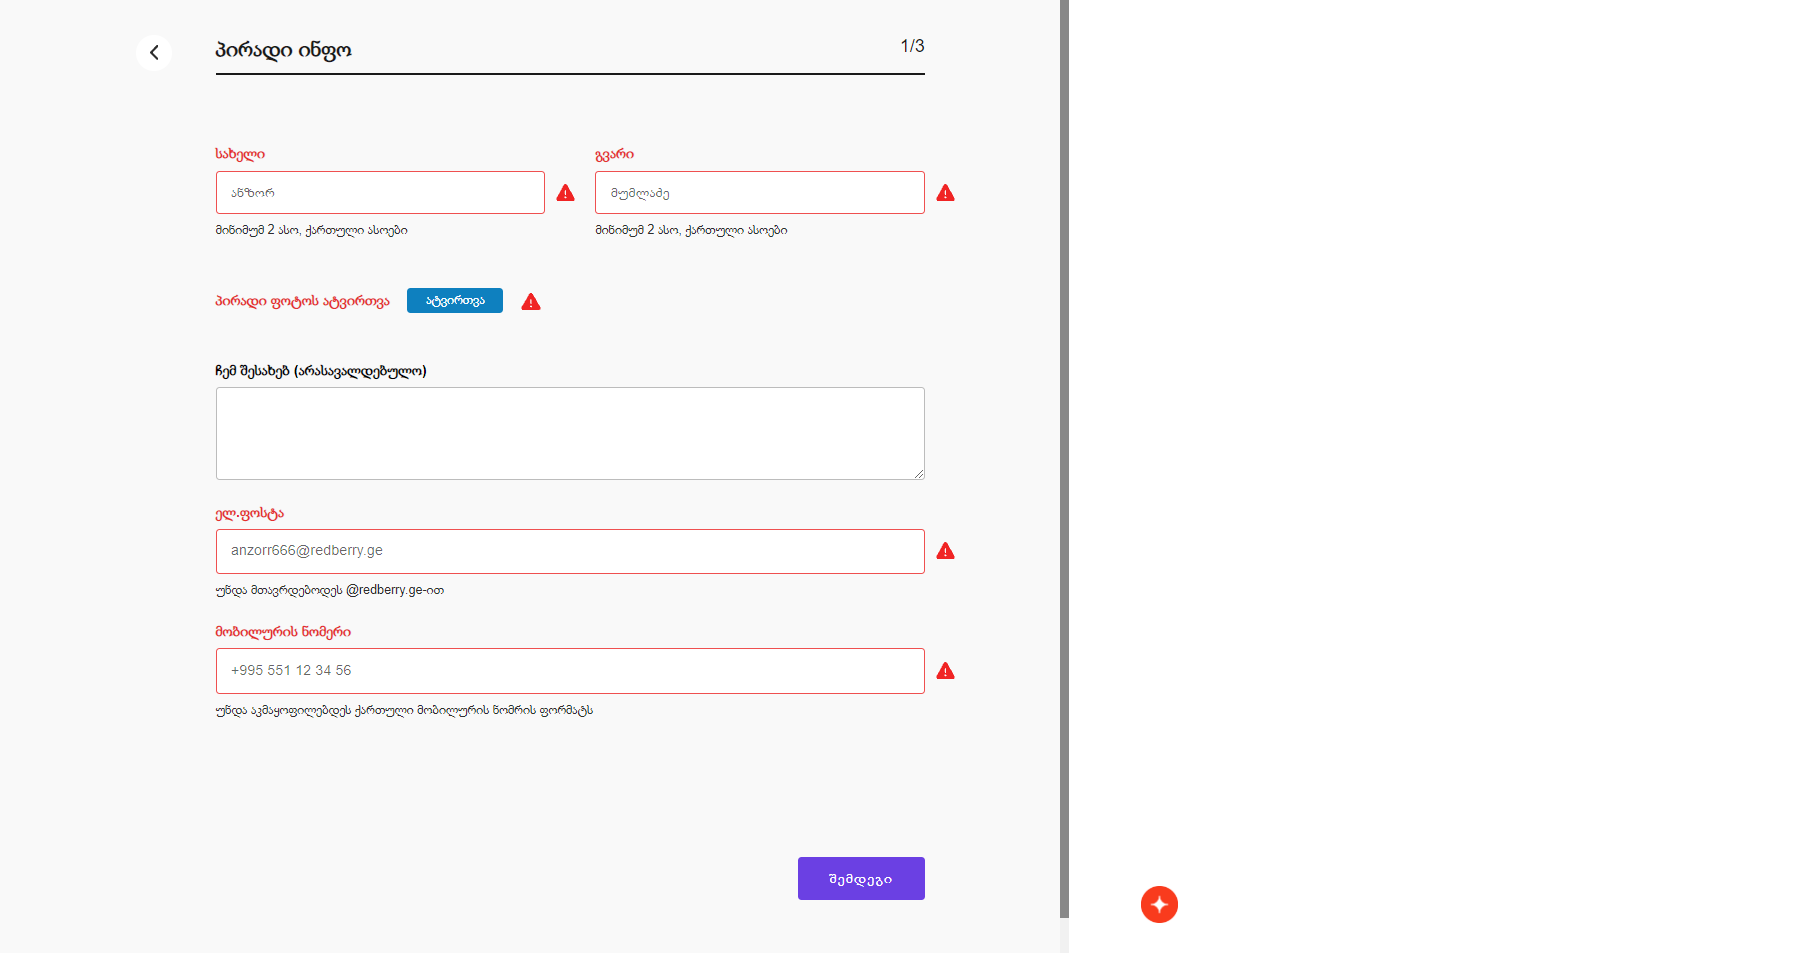 პირადი ინფო
1/3
სახელი
გვარი
ანზორ
მუმლაძე
მინიმუმ 2 ასო, ქართული ასოები
მინიმუმ 2 ასო, ქართული ასოები
პირადი ფოტოს ატვირთვა
ატვირთვა
ჩემ შესახებ (არასავალდებულო)
ელ.ფოსტა
anzorr666@redberry.ge
უნდა მთავრდებოდეს @redberry.ge-ით
მობილურის ნომერი
+995 551 12 34 56
უნდა აკმაყოფილებდეს ქართული მობილურის ნომრის ფორმატს
შემდეგი